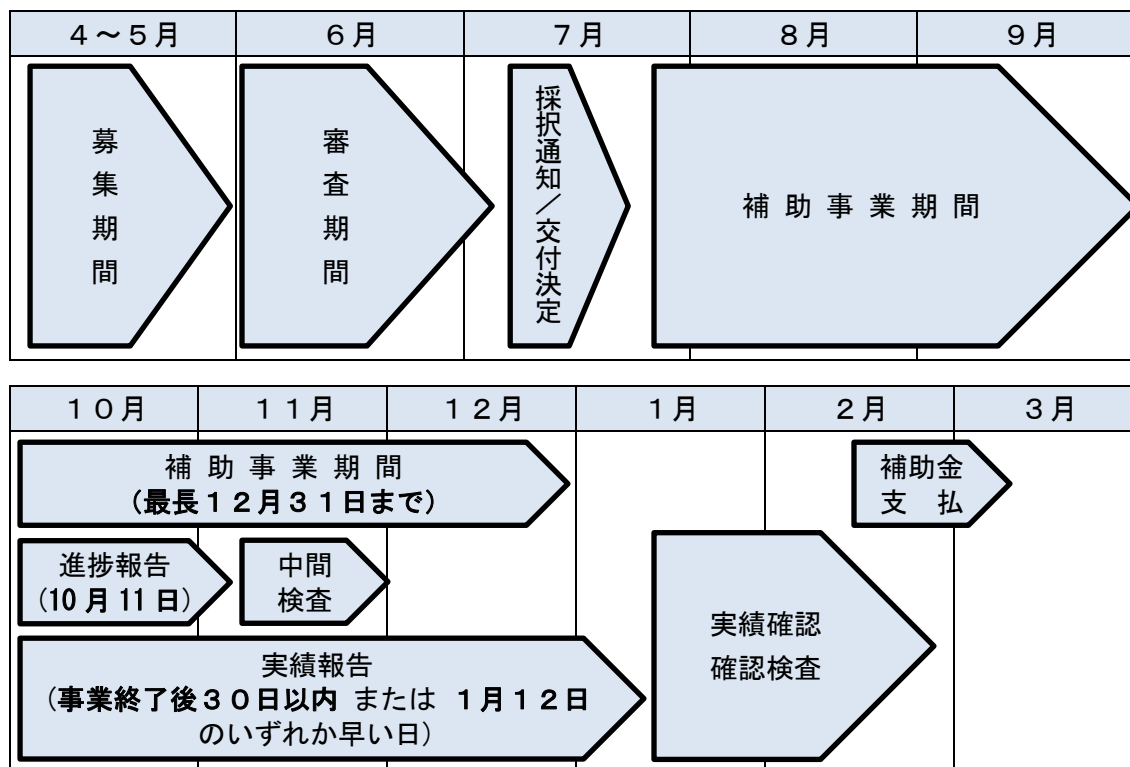 ４～５月
６月
７月
８月
９月
募集期間
審査期間
採択通知／交付決定
補助事業期間
１０月
１１月
１２月
１月
２月
３月
補助事業期間
（最長１２月３１日まで）
補助金
支　払
進捗報告
（10月11日）
中間
検査
実績確認
確認検査
実績報告
（事業終了後３０日以内 または １月１２日
のいずれか早い日）